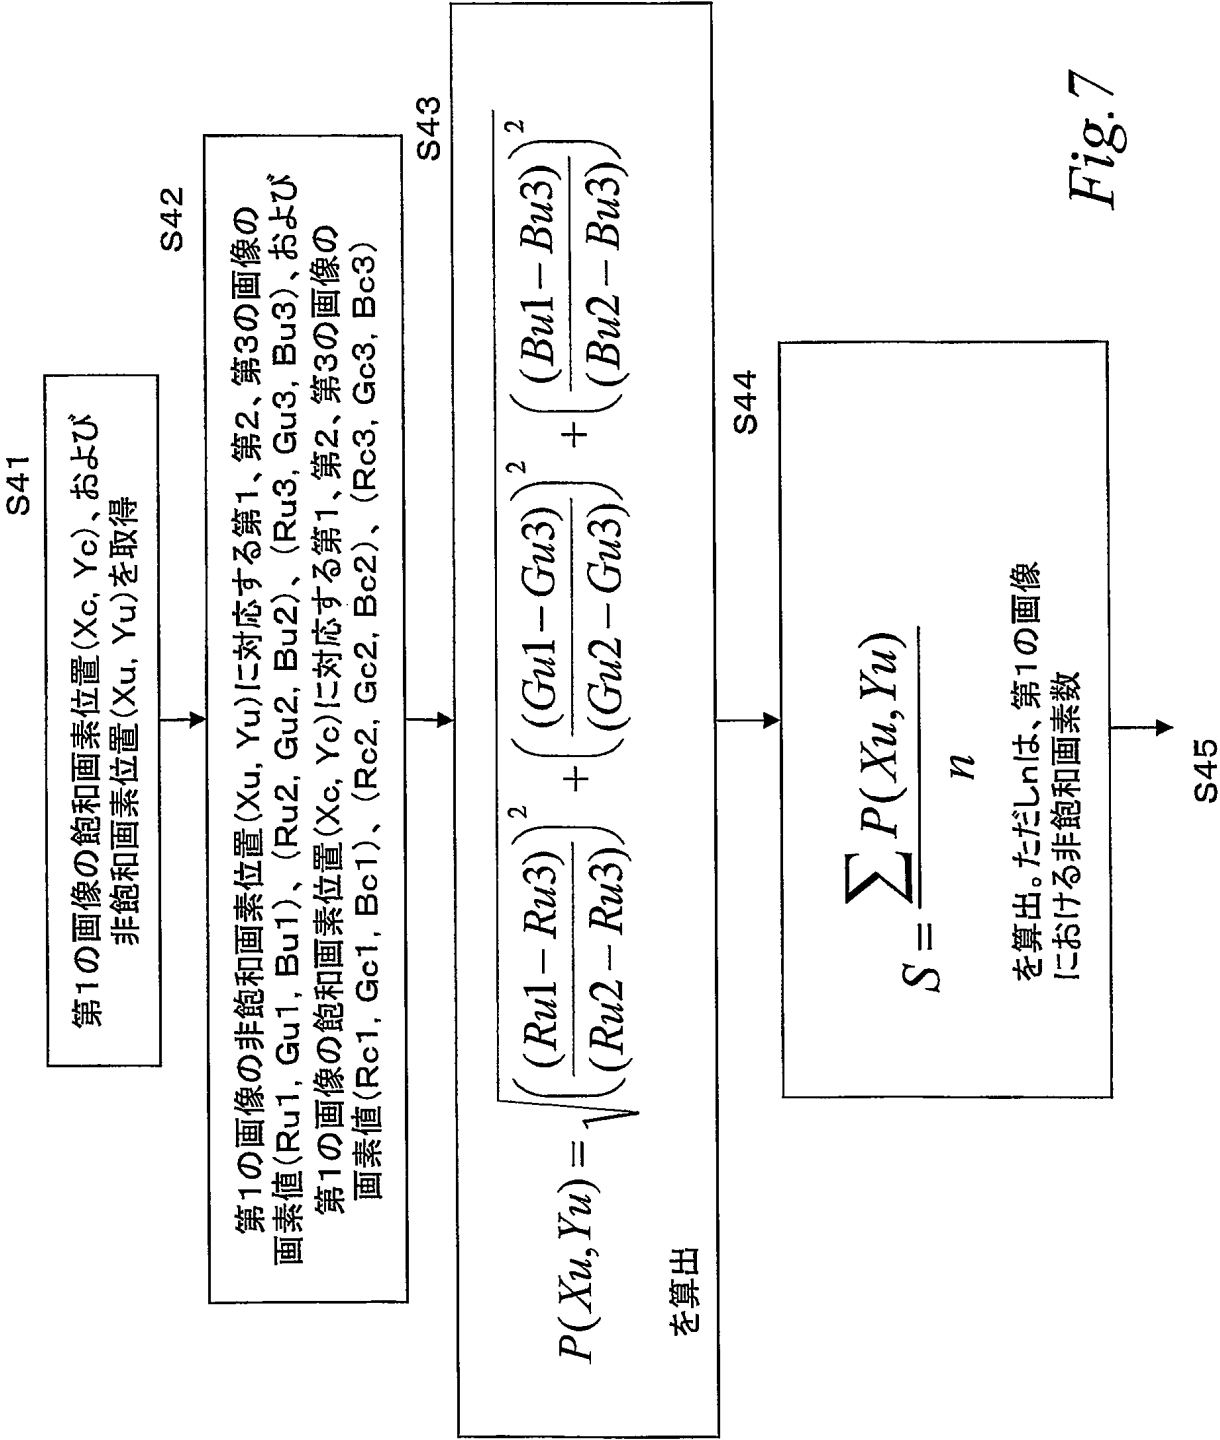 S41
第1の画像の飽和画素位置(Xc, Yc)、および
非飽和画素位置(Xu, Yu)を取得
S42
第1の画像の非飽和画素位置(Xu, Yu)に対応する第1、第2、第3の画像の
画素値(Ru1, Gu1, Bu1)、(Ru2, Gu2, Bu2)、(Ru3, Gu3, Bu3)、および
第1の画像の飽和画素位置(Xc, Yc)に対応する第1、第2、第3の画像の
画素値(Rc1, Gc1, Bc1)、(Rc2, Gc2, Bc2)、(Rc3, Gc3, Bc3)
S43
P(Xu,Yu) = √(((Ru1-Ru3)/(Ru2-Ru3))² + ((Gu1-Gu3)/(Gu2-Gu3))² + ((Bu1-Bu3)/(Bu2-Bu3))²)
を算出
S44
S = ∑P(Xu,Yu)/n
を算出。ただしnは、第1の画像
における非飽和画素数
S45
Fig. 7